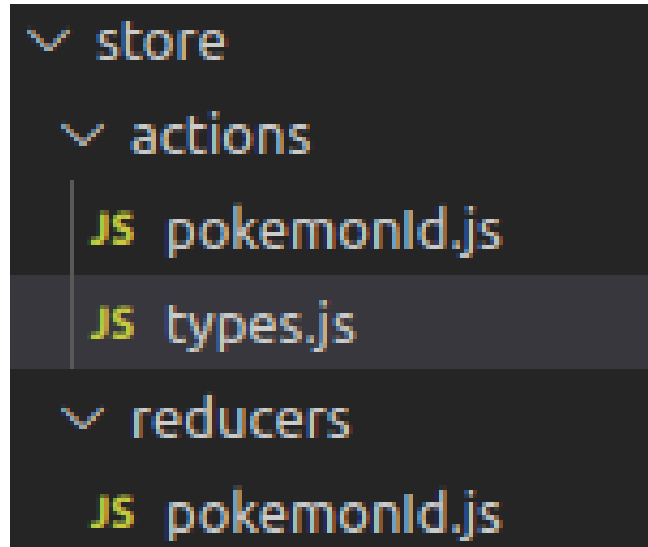 store
actions
JS pokemonId.js
JS types.js
reducers
JS pokemonId.js